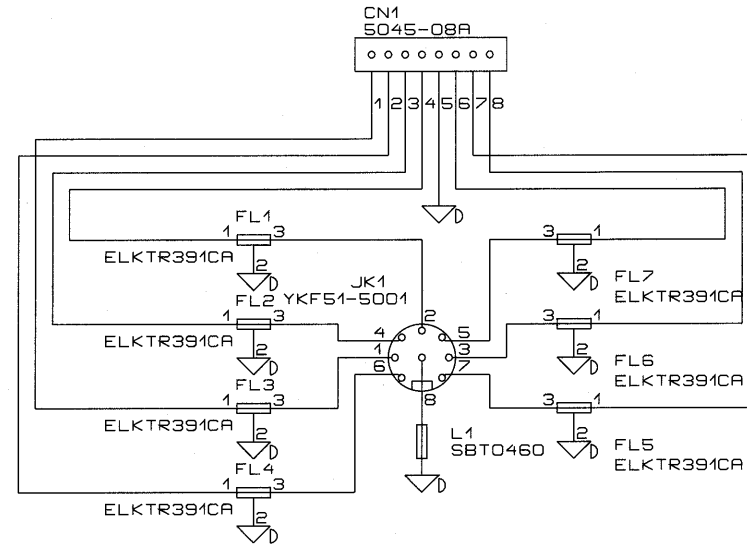 CN1
5045-08A
1 2 3 4 5 6 7 8
D
FL1
1 3
3 1
ELKTR391CA
2
D
2
D
FL7
ELKTR391CA
JK1
YKF51-5001
FL2
1 3
2
3 1
ELKTR391CA
4 5
2
D
1 3
2
D
FL6
ELKTR391CA
FL3
6 7
1 3
8
3 1
ELKTR391CA
2
D
L1
SBT0460
2
D
FL5
ELKTR391CA
FL4
1 3
D
ELKTR391CA
2
D